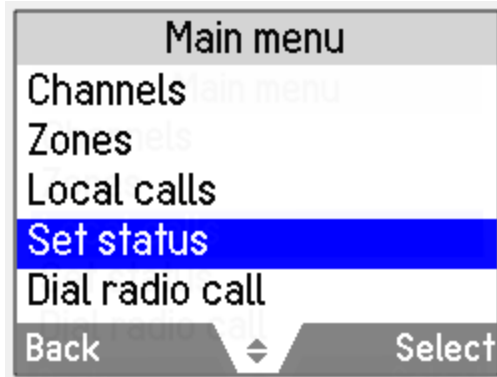 Main menu
Channels
Zones
Local calls
Set status
Dial radio call
Back Select